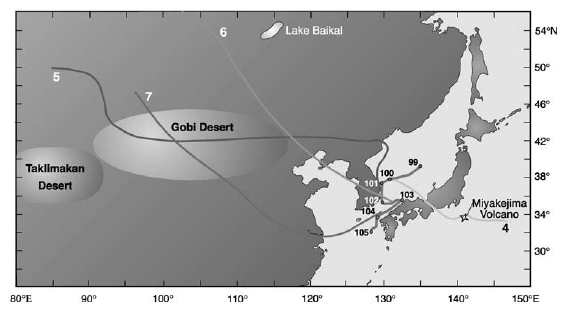 6
Lake Baikal
54°N
5
50°
7
46°
Gobi Desert
42°
Taklimakan
Desert
100
99
38°
101
102
103
Miyakejima
Volcano
104
34°
4
105
30°
80°E
90°
100°
110°
120°
130°
140°
150°E